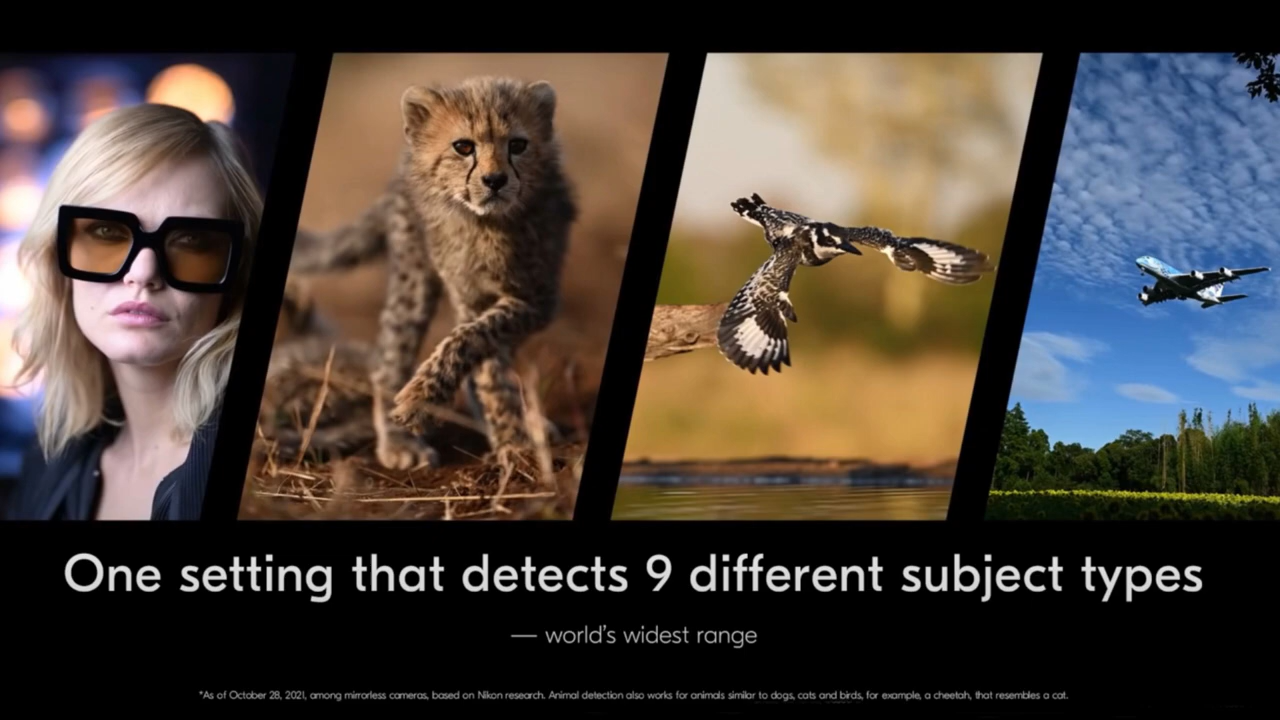 One setting that detects 9 different subject types
— world's widest range
*As of October 28, 2021, among mirrorless cameras, based on Nikon research. Animal detection also works for animals similar to dogs, cats and birds, for example, a cheetah, that resembles a cat.